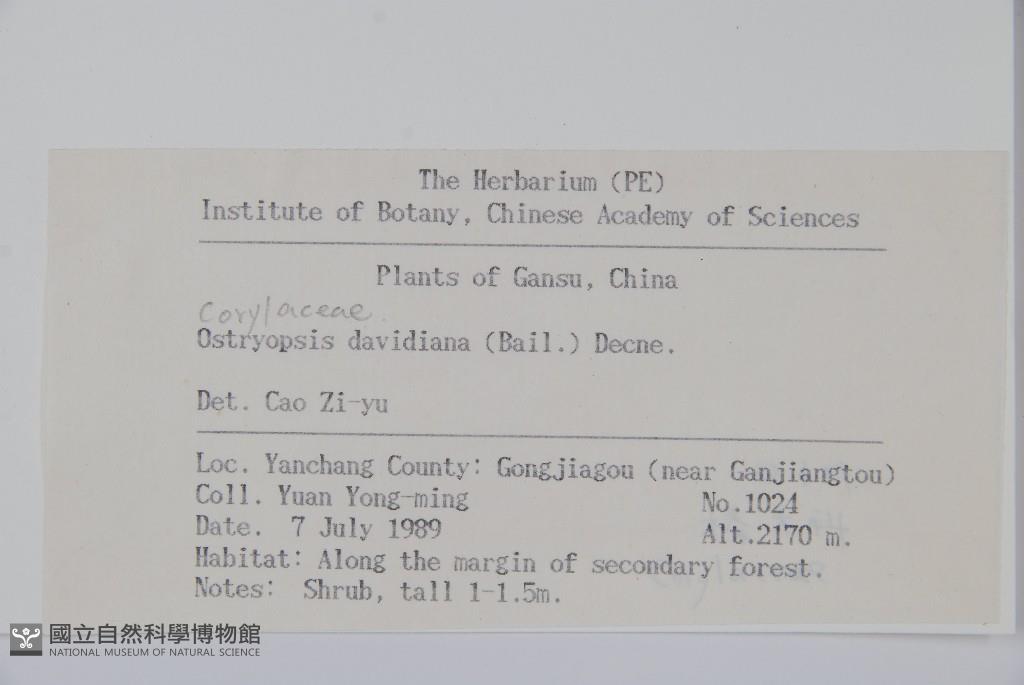 The Herbarium (PE)
Institute of Botany, Chinese Academy of Sciences
Plants of Gansu, China
Corylaceae.
Ostryopsis davidiana (Bail.) Decne.
Det. Cao Zi-yu
Loc. Yanchang County: Gongjiagou (near Ganjiangtou)
Coll. Yuan Yong-ming No.1024
Date. 7 July 1989 Alt.2170 m.
Habitat: Along the margin of secondary forest.
Notes: Shrub, tall 1-1.5m.
國立自然科學博物館
NATIONAL MUSEUM OF NATURAL SCIENCE